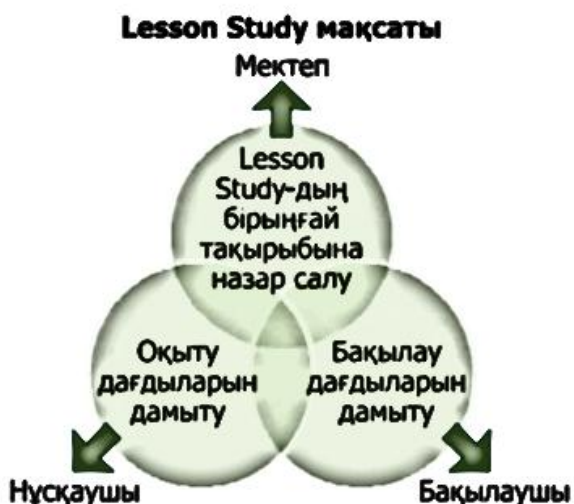 Lesson Study мақсаты
Мектеп
Lesson
Study-дың
бірыңғай
тақырыбына
назар салу
Оқыту
дағдыларын
дамыту
Бақылау
дағдыларын
дамыту
Нұсқаушы
Бақылаушы